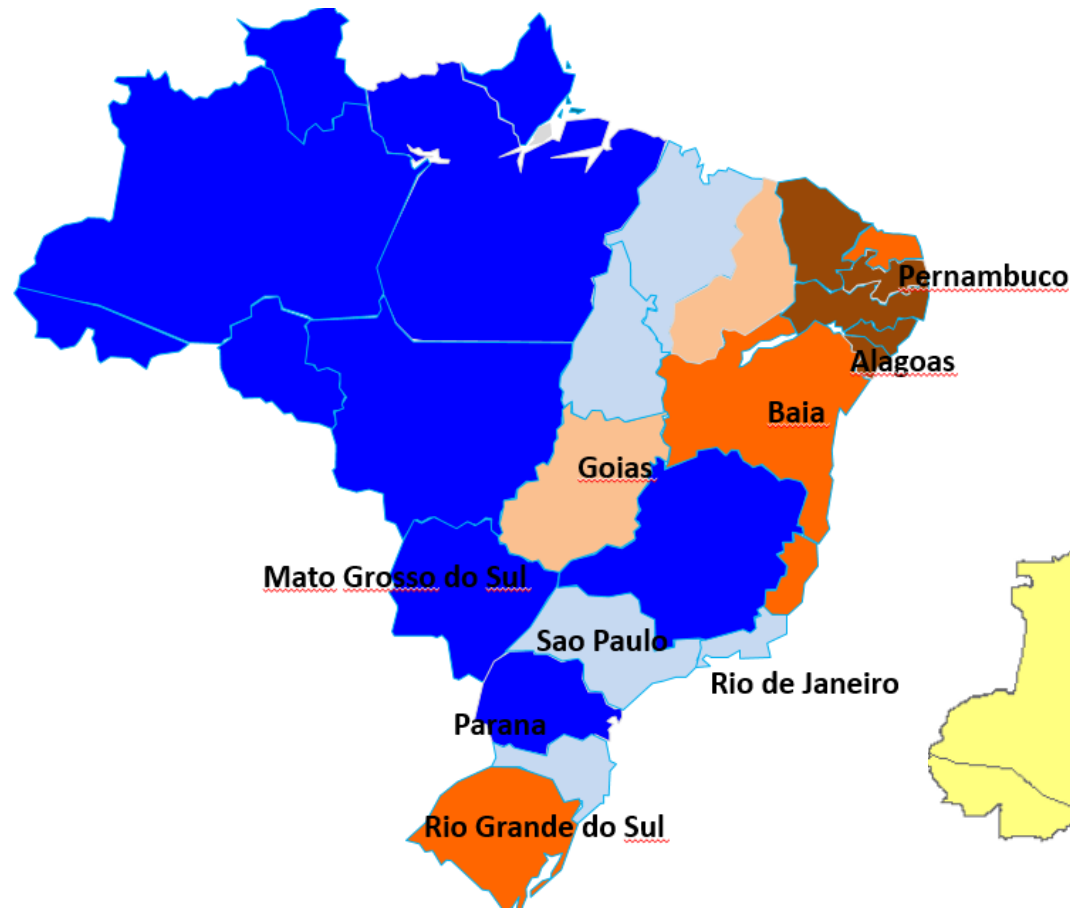 Pernambuco
Alagoas
Baia
Goias
Mato Grosso do Sul
Sao Paulo
Rio de Janeiro
Parana
Rio Grande do Sul